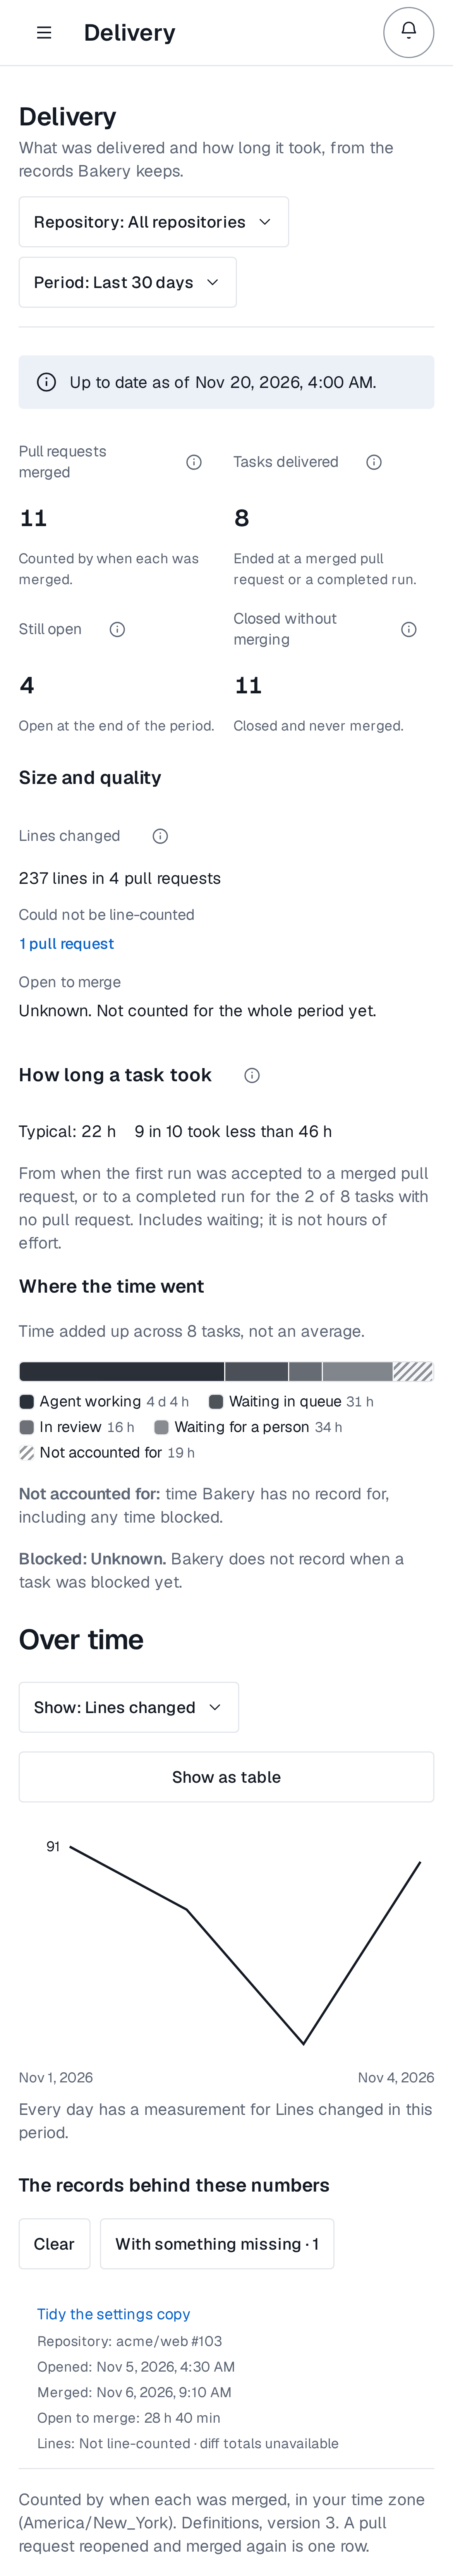 Delivery
Delivery
What was delivered and how long it took, from the
records Bakery keeps.
Repository: All repositories
Period: Last 30 days
Up to date as of Nov 20, 2026, 4:00 AM.
Pull requests
merged
11
Counted by when each was
merged.
Tasks delivered
8
Ended at a merged pull
request or a completed run.
Still open
4
Open at the end of the period.
Closed without
merging
11
Closed and never merged.
Size and quality
Lines changed
237 lines in 4 pull requests
Could not be line-counted
1 pull request
Open to merge
Unknown. Not counted for the whole period yet.
How long a task took
Typical: 22 h 9 in 10 took less than 46 h
From when the first run was accepted to a merged pull
request, or to a completed run for the 2 of 8 tasks with
no pull request. Includes waiting; it is not hours of
effort.
Where the time went
Time added up across 8 tasks, not an average.
Agent working 4 d 4 h Waiting in queue 31 h
In review 16 h Waiting for a person 34 h
Not accounted for 19 h
Not accounted for: time Bakery has no record for,
including any time blocked.
Blocked: Unknown. Bakery does not record when a
task was blocked yet.
Over time
Show: Lines changed
Show as table
91
Nov 1, 2026 Nov 4, 2026
Every day has a measurement for Lines changed in this
period.
The records behind these numbers
Clear With something missing · 1
Tidy the settings copy
Repository: acme/web #103
Opened: Nov 5, 2026, 4:30 AM
Merged: Nov 6, 2026, 9:10 AM
Open to merge: 28 h 40 min
Lines: Not line-counted · diff totals unavailable
Counted by when each was merged, in your time zone
(America/New_York). Definitions, version 3. A pull
request reopened and merged again is one row.